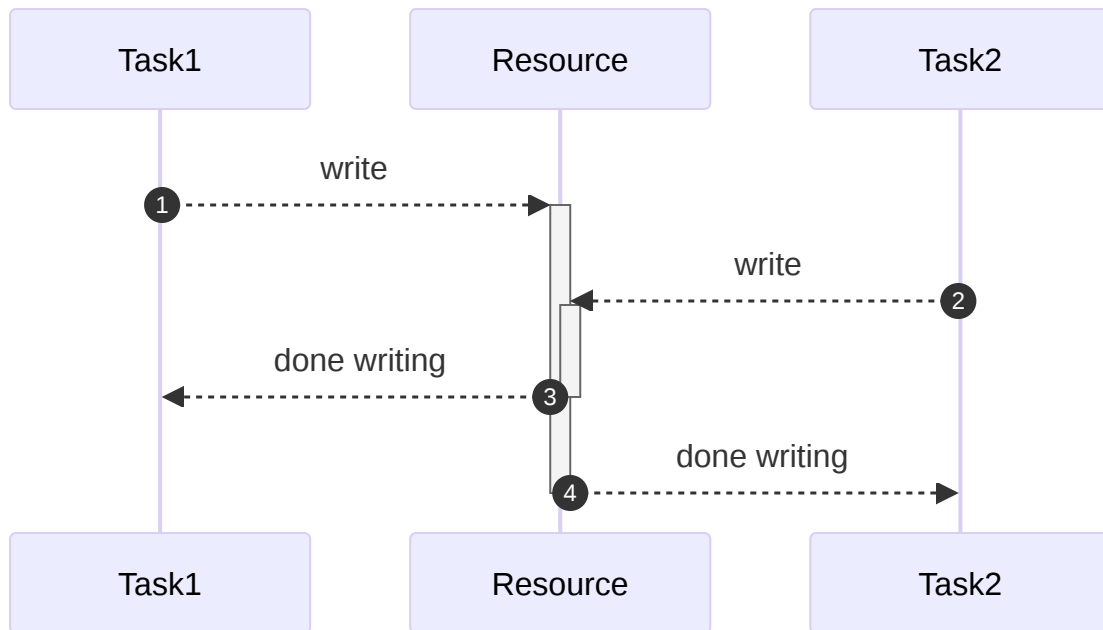 Task1 Resource Task2
write
1
write
2
done writing
3
done writing
4
Task1 Resource Task2